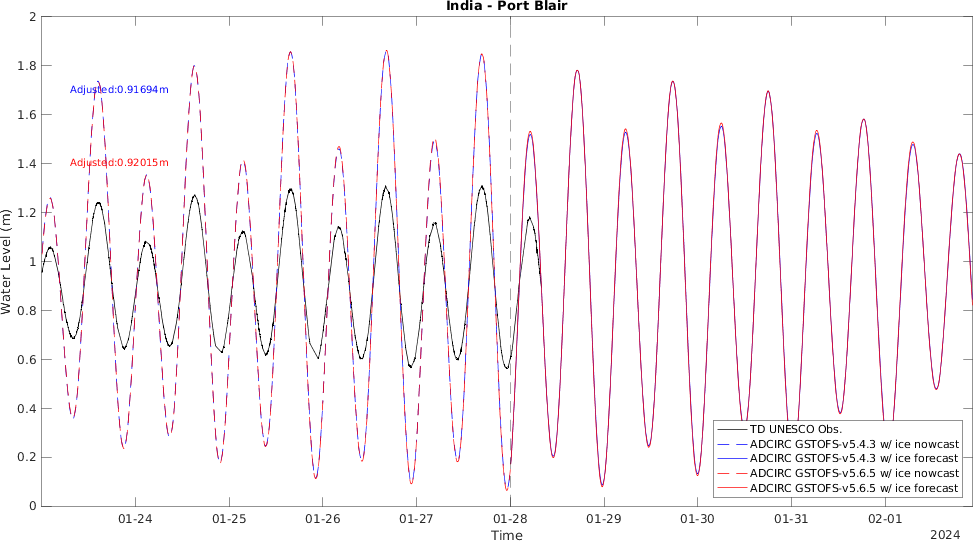 India - Port Blair
2
1.8
1.6
1.4
1.2
1
0.8
0.6
0.4
0.2
0
Water Level (m)
Adjusted:0.91694m
Adjusted:0.92015m
TD UNESCO Obs.
ADCIRC GSTOFS-v5.4.3 w/ ice nowcast
ADCIRC GSTOFS-v5.4.3 w/ ice forecast
ADCIRC GSTOFS-v5.6.5 w/ ice nowcast
ADCIRC GSTOFS-v5.6.5 w/ ice forecast
01-24 01-25 01-26 01-27 01-28 01-29 01-30 01-31 02-01
Time
2024